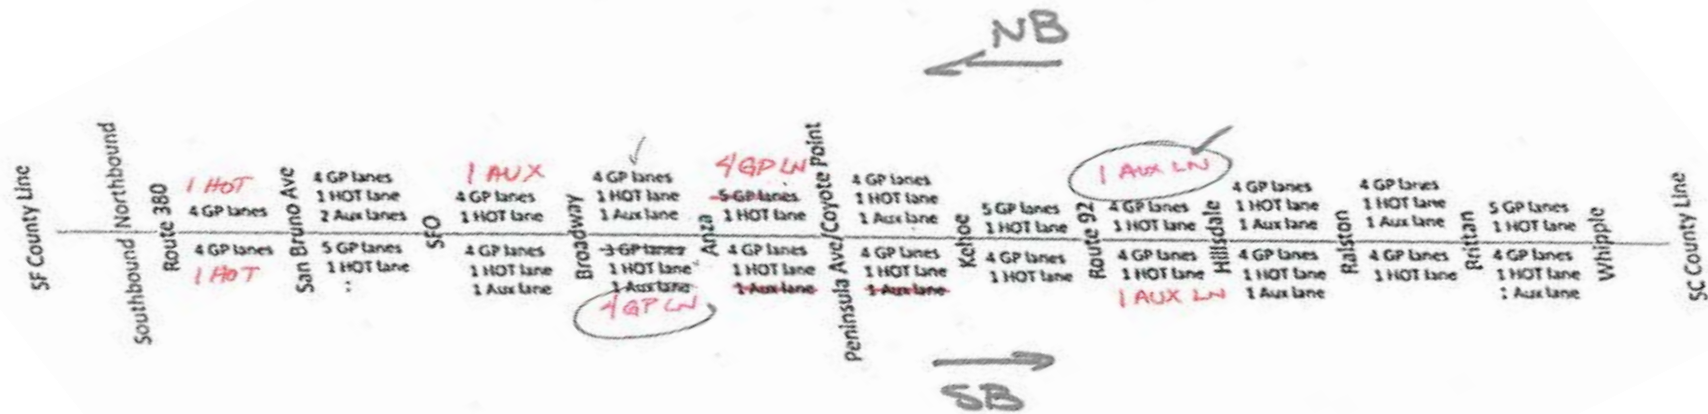 NB
SF County Line
Southbound Northbound
Route 380
1 HOT
4 GP lanes
4 GP lanes
1 HOT
San Bruno Ave
4 GP lanes
1 HOT lane
2 Aux lanes
5 GP lanes
1 HOT lane
SFO
1 AUX
4 GP lanes
1 HOT lane
4 GP lanes
1 HOT lane
1 Aux lane
Broadway
4 GP lanes
1 HOT lane
1 Aux lane
3 GP lanes
1 HOT lane
1 Aux lane
4 GP LN
Anza
4 GP LN
5 GP lanes
1 HOT lane
4 GP lanes
1 HOT lane
1 Aux lane
Peninsula Ave/Coyote Point
4 GP lanes
1 HOT lane
1 Aux lane
4 GP lanes
1 HOT lane
1 Aux lane
Kehoe
5 GP lanes
1 HOT lane
4 GP lanes
1 HOT lane
Route 92
1 AUX LN
4 GP lanes
1 HOT lane
4 GP lanes
1 HOT lane
1 AUX LN
Hillsdale
4 GP lanes
1 HOT lane
1 Aux lane
4 GP lanes
1 HOT lane
1 Aux lane
Ralston
4 GP lanes
1 HOT lane
1 Aux lane
4 GP lanes
1 HOT lane
Brittan
5 GP lanes
1 HOT lane
4 GP lanes
1 HOT lane
1 Aux lane
Whipple
SC County Line
SB